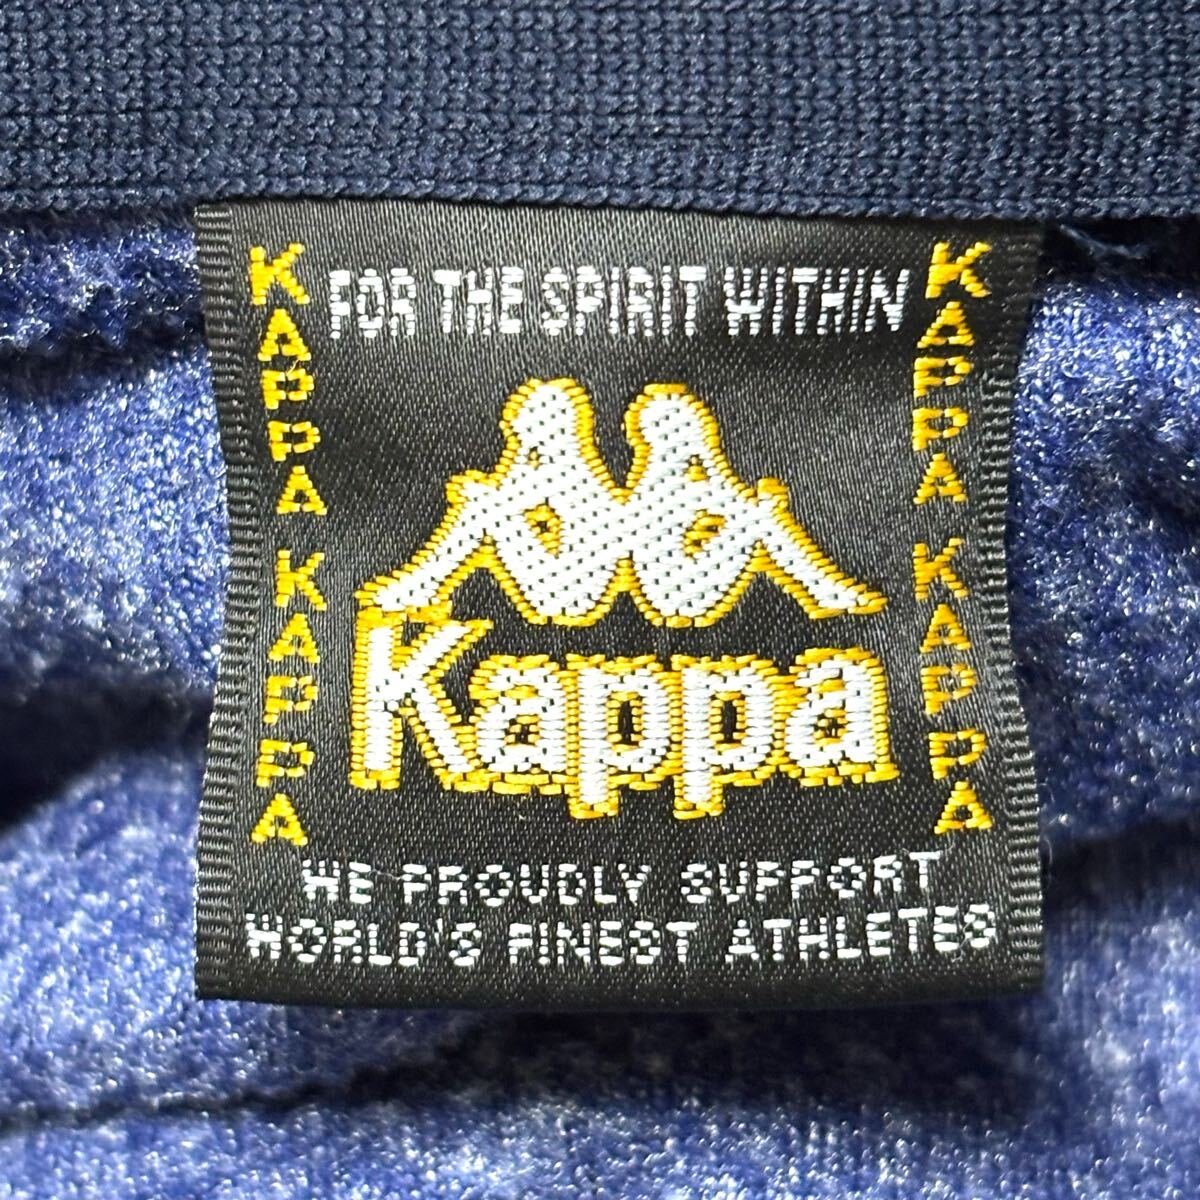 FOR THE SPIRIT WITHIN
KAPPA KAPPA
Kappa
KAPPA KAPPA
WE PROUDLY SUPPORT
WORLD'S FINEST ATHLETES